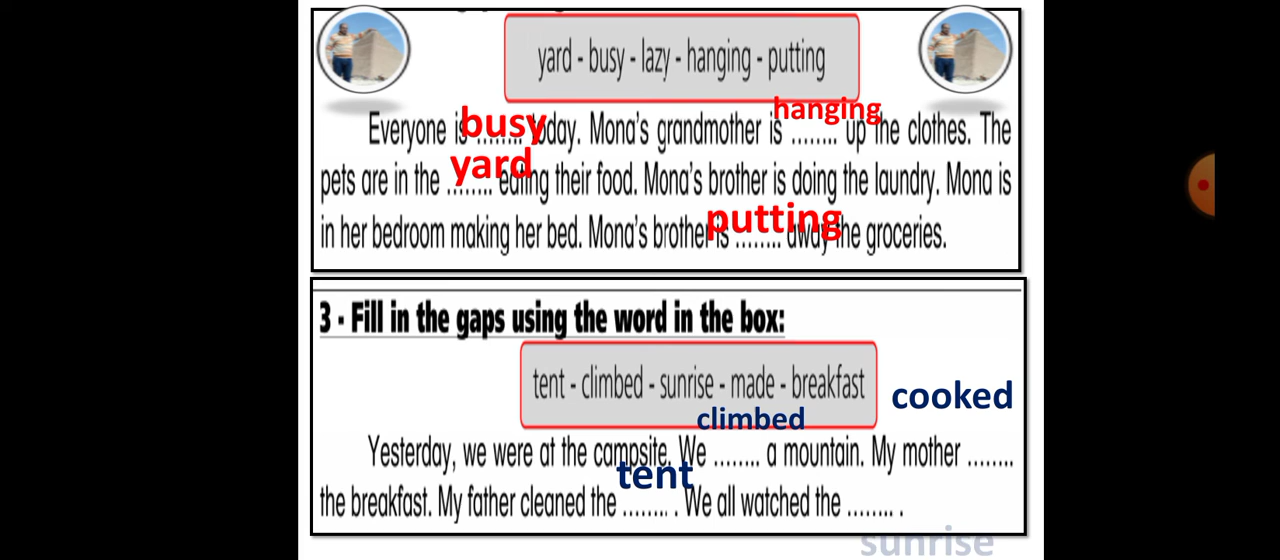 yard - busy - lazy - hanging - putting
hanging
busy
Everyone is ........ today. Mona's grandmother is ........ up the clothes. The
yard
pets are in the ........ eating their food. Mona's brother is doing the laundry. Mona is
putting
in her bedroom making her bed. Mona's brother is ........ away the groceries.
3 - Fill in the gaps using the word in the box:
tent - climbed - sunrise - made - breakfast
cooked
climbed
Yesterday, we were at the campsite. We ........ a mountain. My mother ........
tent
the breakfast. My father cleaned the ........ . We all watched the ........ .
sunrise